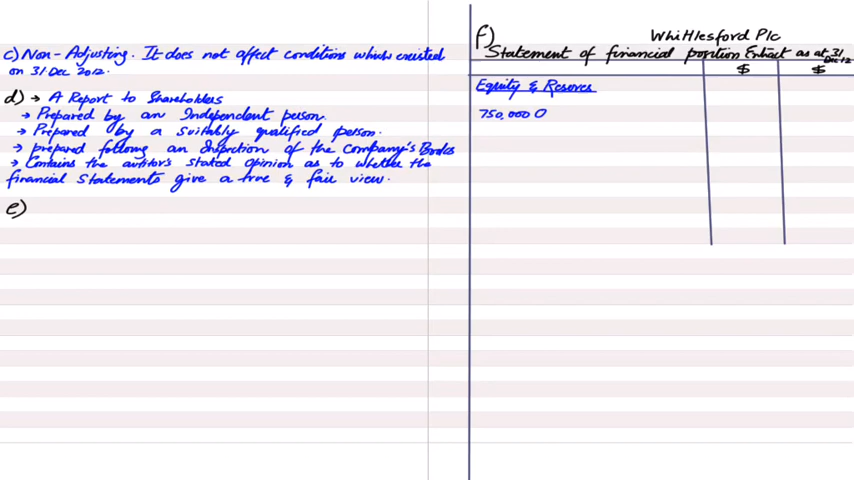 c) Non-Adjusting. It does not affect conditions which existed
on 31 Dec 2012.
d) → A Report to Shareholders
→ Prepared by an Independent person.
→ Prepared by a suitably qualified person.
→ prepared following an Inspection of the Company's Books
→ Contains the auditor's stated opinion as to whether the
financial Statements give a true & fair view.
e)
f) Whittlesford Plc
Statement of financial position Extract as at 31 Dec 12
$ $
Equity & Reserves
750,000 0